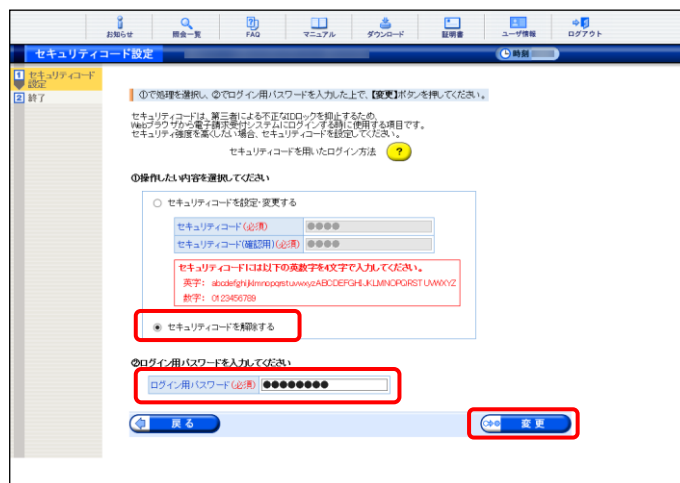 お知らせ
照会一覧
FAQ
マニュアル
ダウンロード
証明書
ユーザ情報
ログアウト
セキュリティコード設定
時刻
1 セキュリティコード
設定
2 終了
①で処理を選択し、②でログイン用パスワードを入力した上で、【変更】ボタンを押してください。
セキュリティコードは、第三者による不正なIDロックを抑止するため、
Webブラウザから電子請求受付システムにログインする時に使用する項目です。
セキュリティ強度を高くしたい場合、セキュリティコードを設定してください。
セキュリティコードを用いたログイン方法 ?
①操作したい内容を選択してください
セキュリティコードを設定・変更する
セキュリティコード(必須) ●●●●
セキュリティコード(確認用)(必須) ●●●●
セキュリティコードには以下の英数字を4文字で入力してください。
英字： abcdefghijklmnopqrstuvwxyzABCDEFGHIJKLMNOPQRSTUVWXYZ
数字： 0123456789
セキュリティコードを解除する
②ログイン用パスワードを入力してください
ログイン用パスワード(必須) ●●●●●●●●
戻る
変更